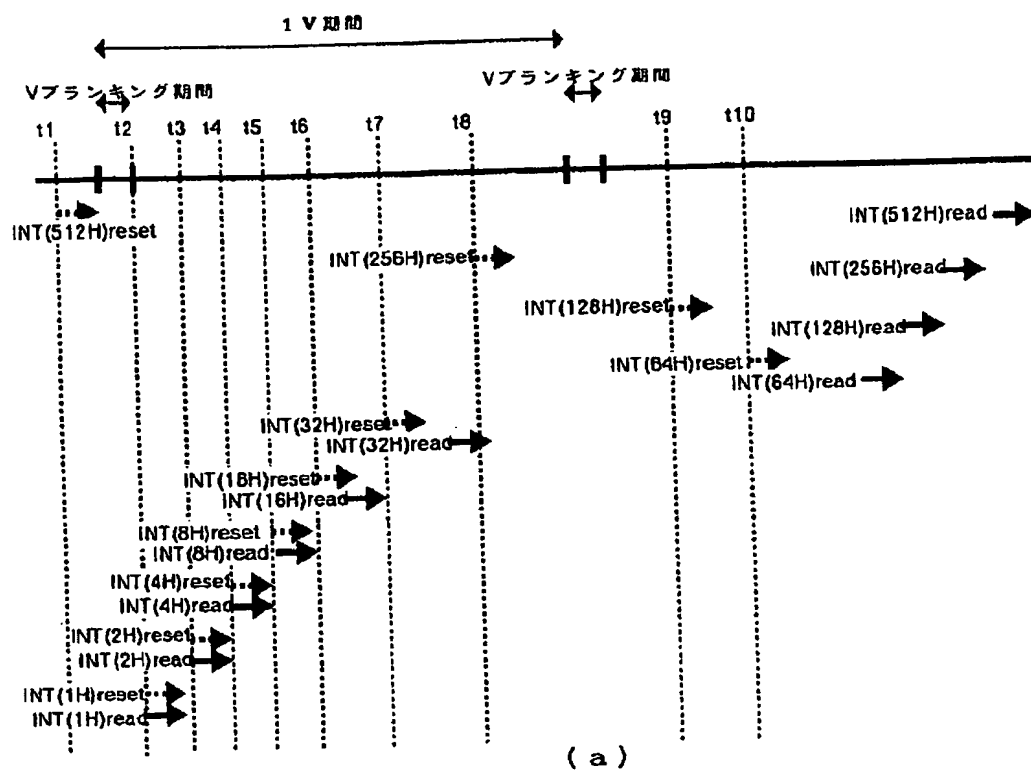 1 V期間
Vブランキング期間
Vブランキング期間
t1
t2
t3
t4
t5
t6
t7
t8
t9
t10
INT(512H)reset
INT(512H)read
INT(256H)reset
INT(256H)read
INT(128H)reset
INT(128H)read
INT(64H)reset
INT(64H)read
INT(32H)reset
INT(32H)read
INT(16H)reset
INT(16H)read
INT(8H)reset
INT(8H)read
INT(4H)reset
INT(4H)read
INT(2H)reset
INT(2H)read
INT(1H)reset
INT(1H)read
(a)